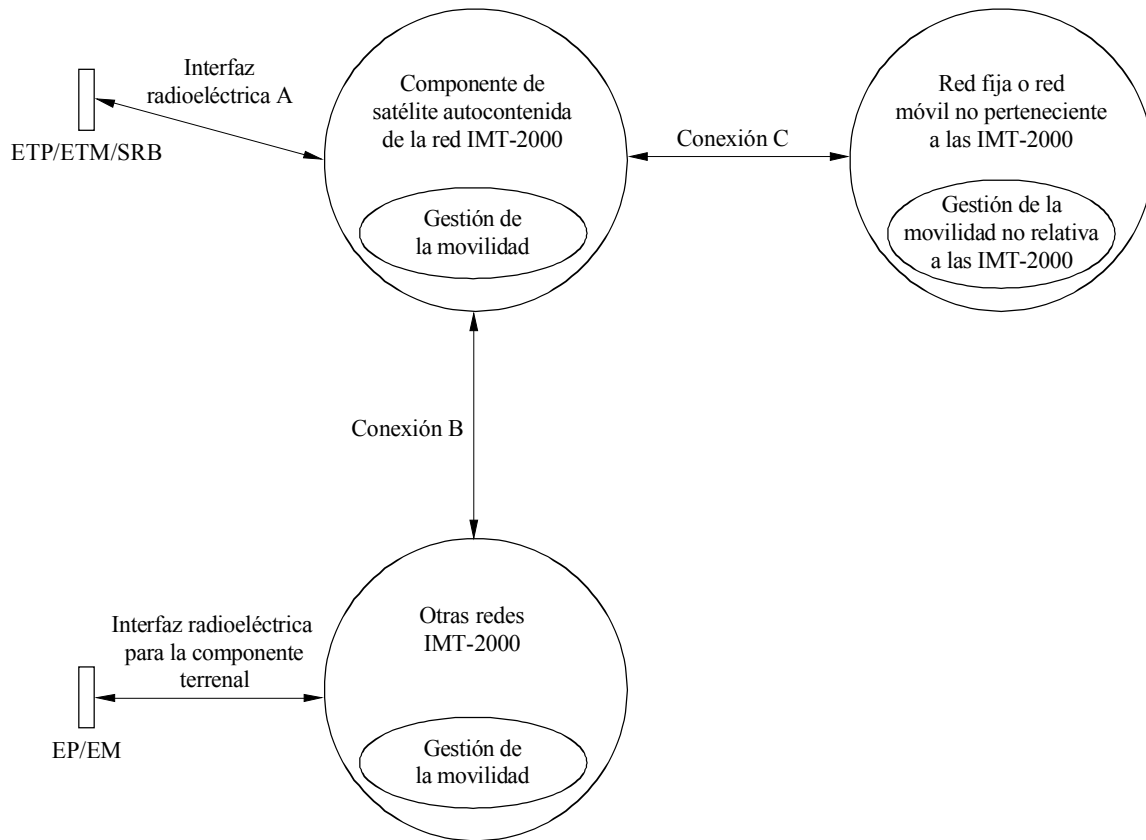 Interfaz
radioeléctrica A
ETP/ETM/SRB
Componente de
satélite autocontenida
de la red IMT-2000
Gestión de
la movilidad
Conexión C
Red fija o red
móvil no perteneciente
a las IMT-2000
Gestión de la
movilidad no relativa
a las IMT-2000
Conexión B
Interfaz radioeléctrica
para la componente
terrenal
EP/EM
Otras redes
IMT-2000
Gestión de
la movilidad